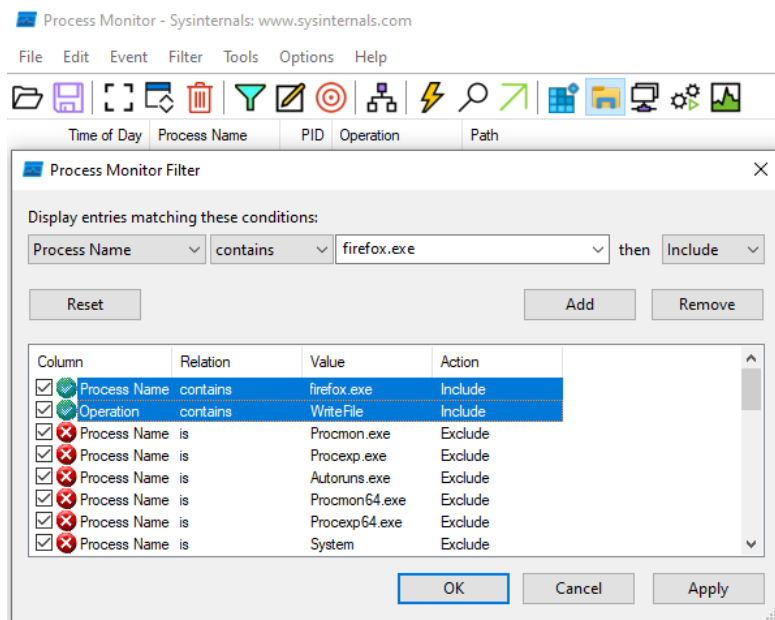 Process Monitor - Sysinternals: www.sysinternals.com
File Edit Event Filter Tools Options Help
Time of Day Process Name PID Operation Path
Process Monitor Filter
Display entries matching these conditions:
Process Name contains firefox.exe then Include
Reset Add Remove
Column Relation Value Action
Process Name contains firefox.exe Include
Operation contains WriteFile Include
Process Name is Procmon.exe Exclude
Process Name is Procexp.exe Exclude
Process Name is Autoruns.exe Exclude
Process Name is Procmon64.exe Exclude
Process Name is Procexp64.exe Exclude
Process Name is System Exclude
OK Cancel Apply